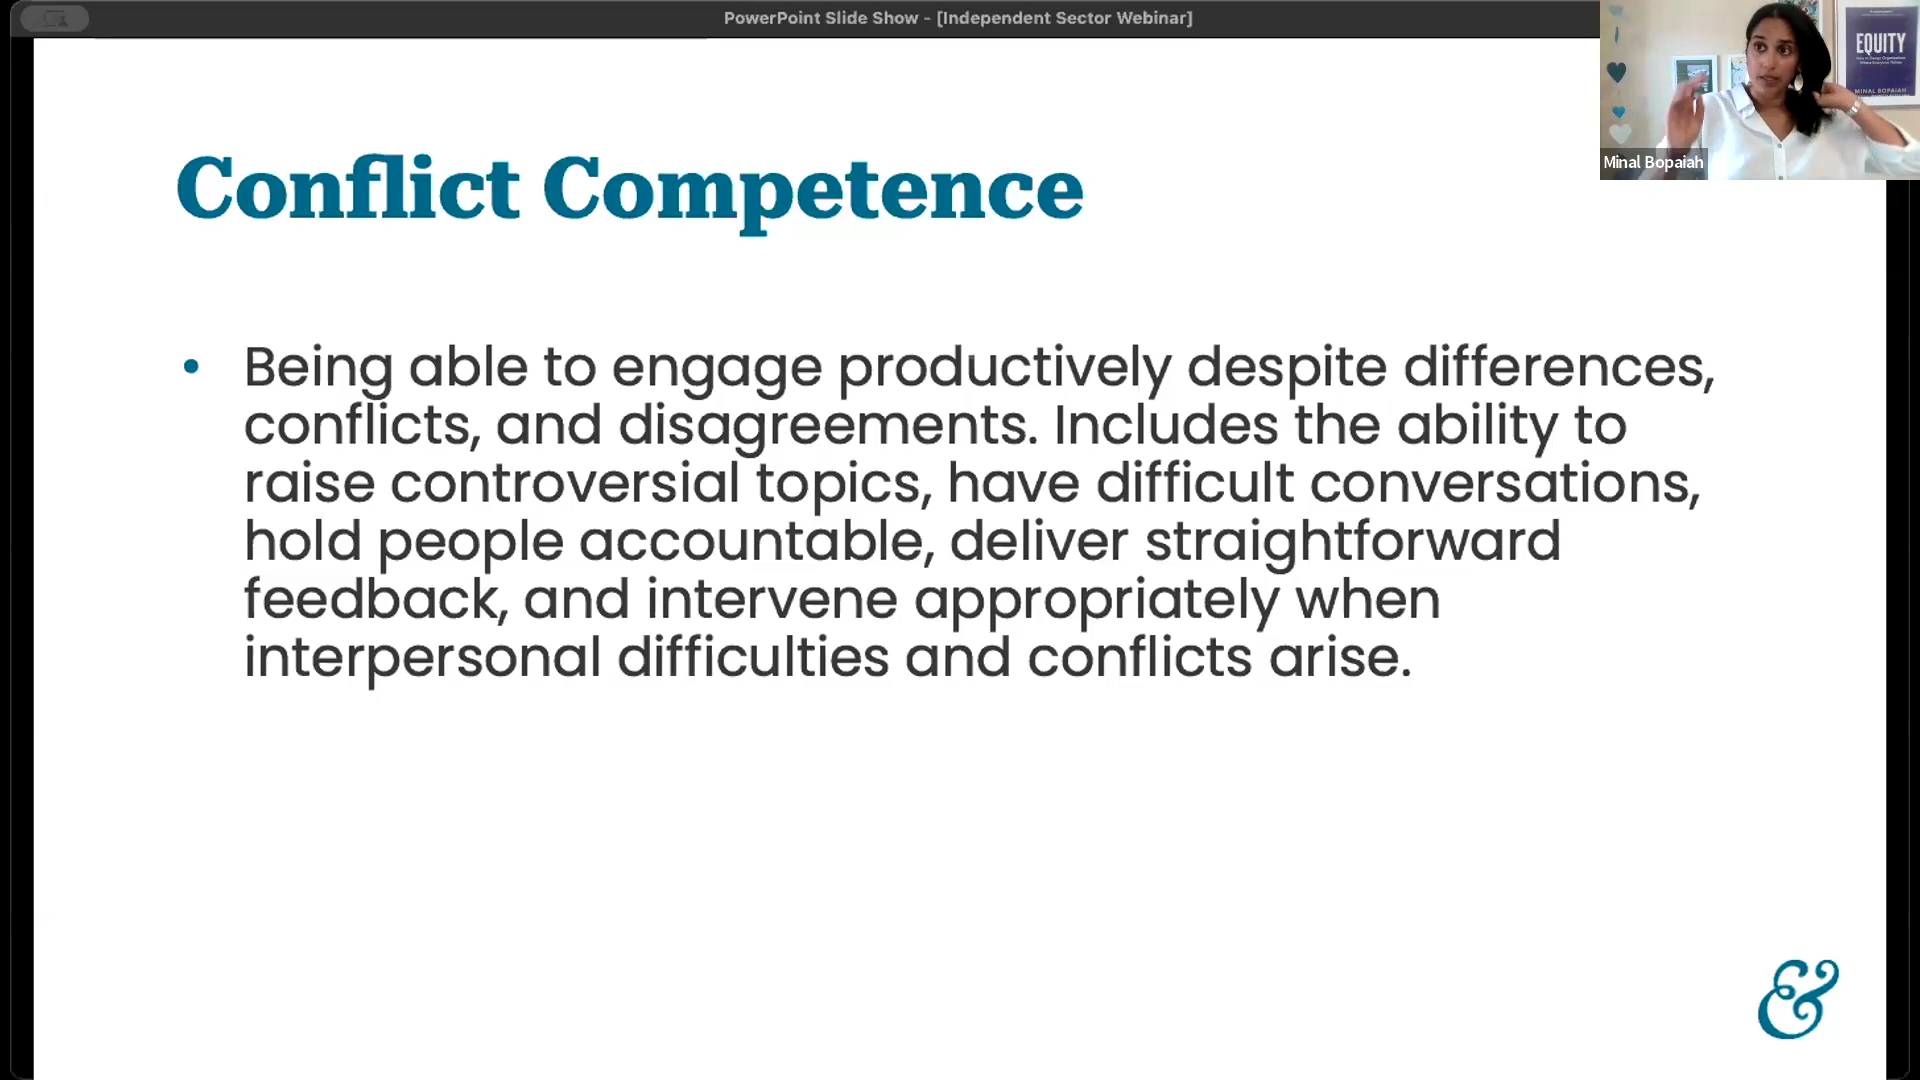 PowerPoint Slide Show - [Independent Sector Webinar]
EQUITY
MINAL BOPAIAH
Minal Bopaiah
Conflict Competence
• Being able to engage productively despite differences,
conflicts, and disagreements. Includes the ability to
raise controversial topics, have difficult conversations,
hold people accountable, deliver straightforward
feedback, and intervene appropriately when
interpersonal difficulties and conflicts arise.
&